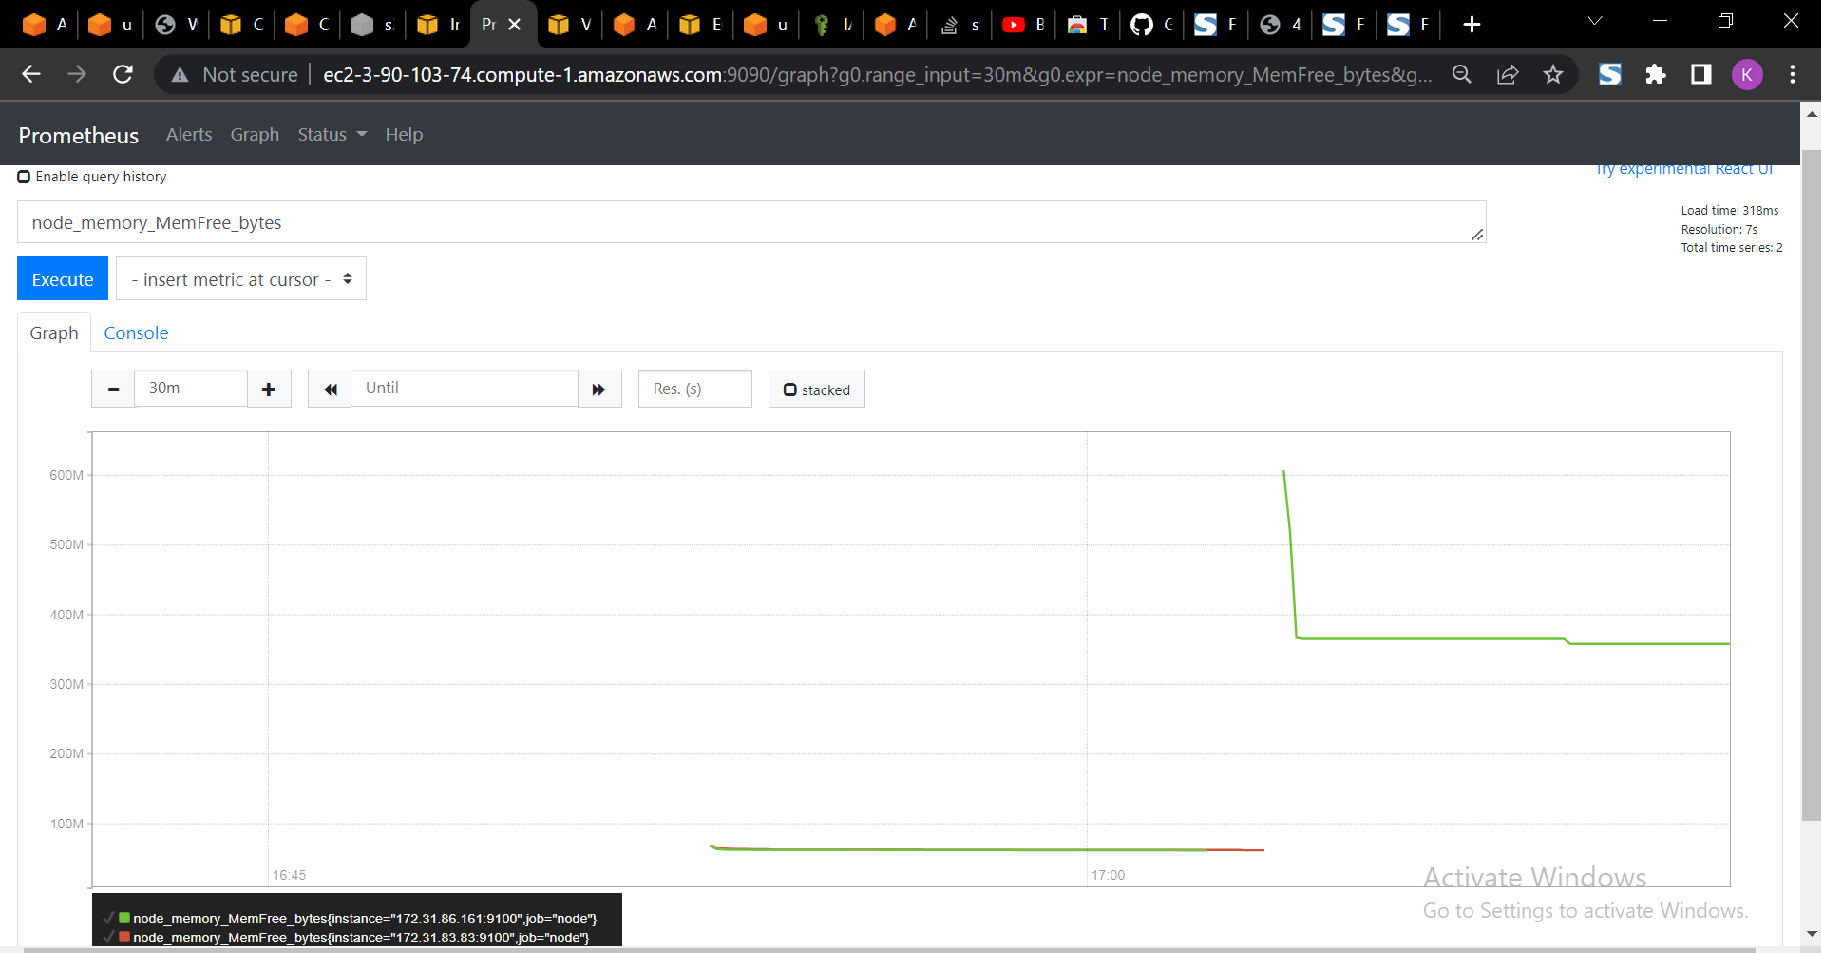 A u W C C s In Pr V A E u I/ A s B T C F 4 F F
Not secure ec2-3-90-103-74.compute-1.amazonaws.com:9090/graph?g0.range_input=30m&g0.expr=node_memory_MemFree_bytes&g... K
Prometheus Alerts Graph Status Help
Enable query history
Try experimental React UI
node_memory_MemFree_bytes
Load time: 318ms
Resolution: 7s
Total time series: 2
Execute - insert metric at cursor -
Graph Console
30m Until Res. (s) stacked
600M
500M
400M
300M
200M
100M
16:45 17:00
Activate Windows
Go to Settings to activate Windows.
node_memory_MemFree_bytes{instance="172.31.86.161:9100",job="node"}
node_memory_MemFree_bytes{instance="172.31.83.83:9100",job="node"}